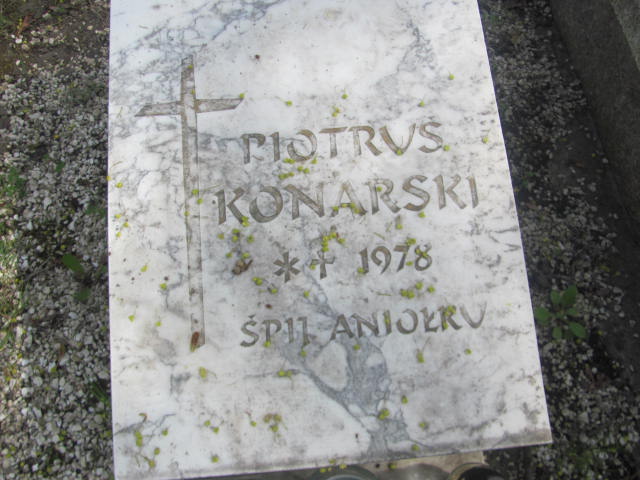 PIOTRUŚ
KONARSKI
*+ 1978
ŚPIJ ANIOŁKU